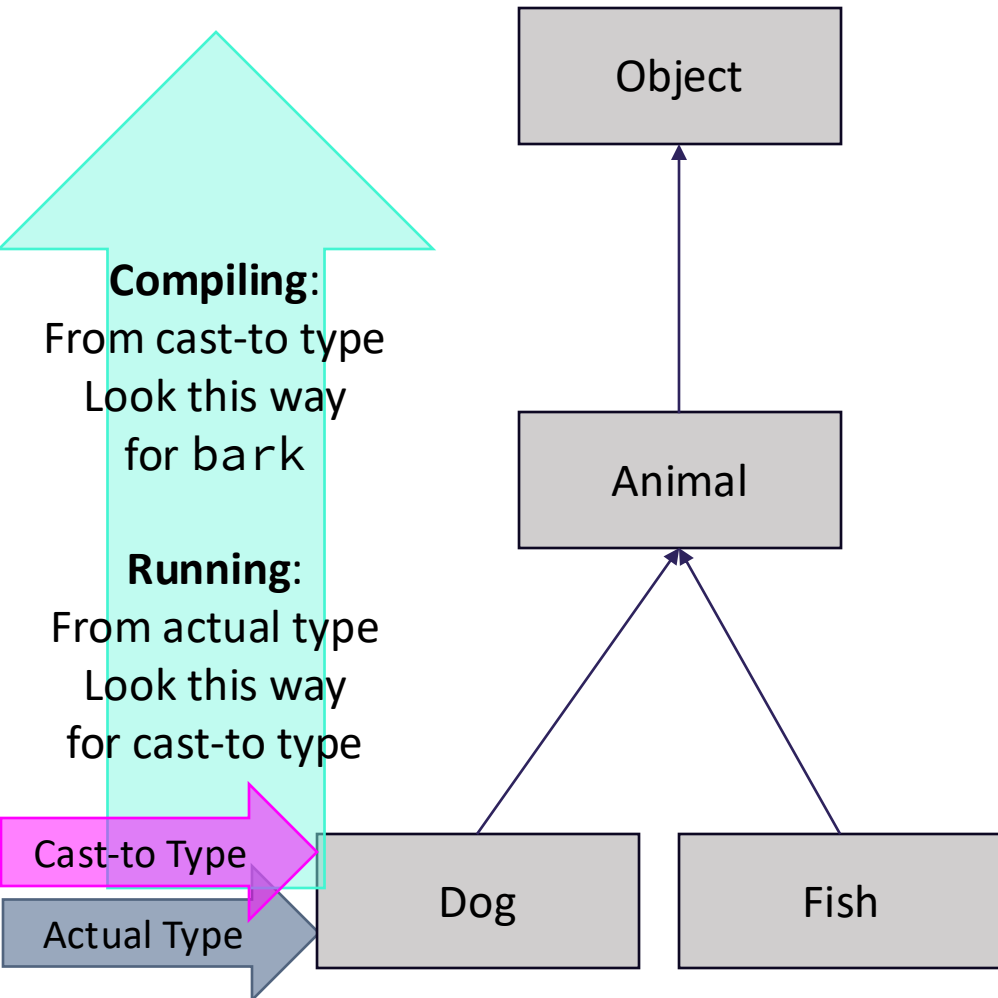 Object
Compiling:
From cast-to type
Look this way
for bark
Animal
Running:
From actual type
Look this way
for cast-to type
Cast-to Type
Actual Type
Dog
Fish